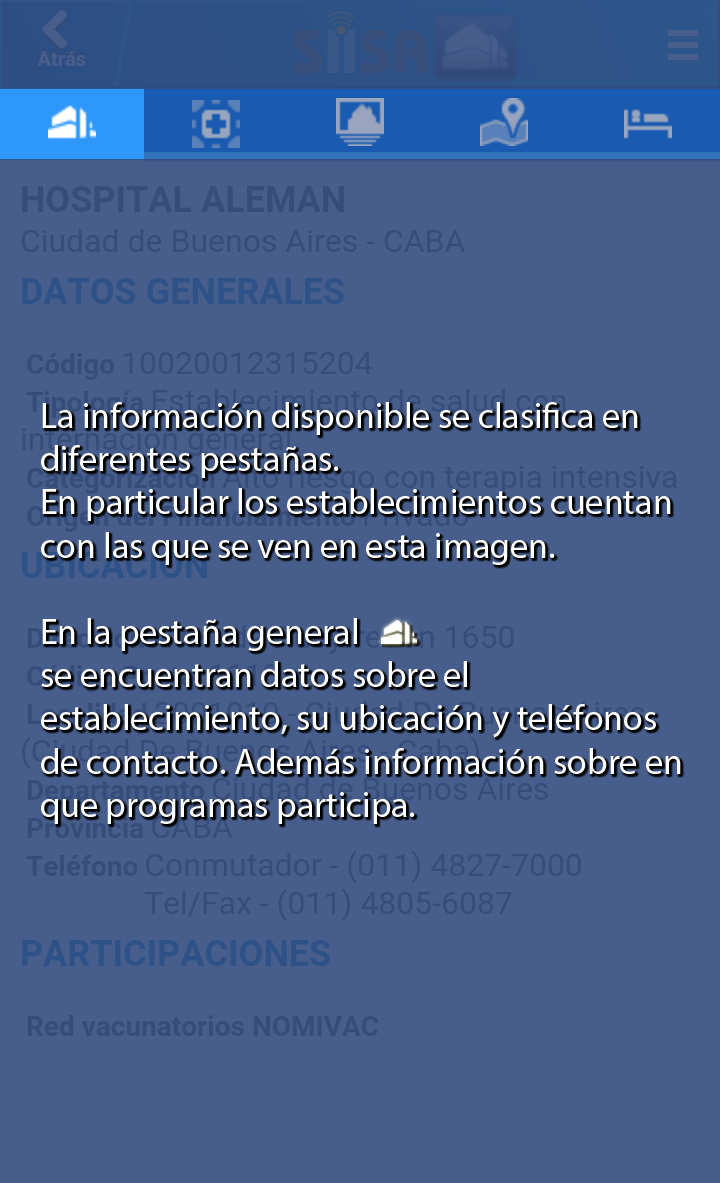 Atrás
SIISA
HOSPITAL ALEMAN
Ciudad de Buenos Aires - CABA
DATOS GENERALES
Código 10020012315204
Tipología Establecimiento de salud con
internación general
Categorización Alto riesgo con terapia intensiva
Origen del Financiamiento Privado
UBICACIÓN
1650
(Ciudad De Buenos Aires - Caba)
Departamento Ciudad de Buenos Aires
Provincia CABA
Teléfono Conmutador - (011) 4827-7000
Tel/Fax - (011) 4805-6087
PARTICIPACIONES
Red vacunatorios NOMIVAC
La información disponible se clasifica en
diferentes pestañas.
En particular los establecimientos cuentan
con las que se ven en esta imagen.
En la pestaña general
se encuentran datos sobre el
establecimiento, su ubicación y teléfonos
de contacto. Además información sobre en
que programas participa.